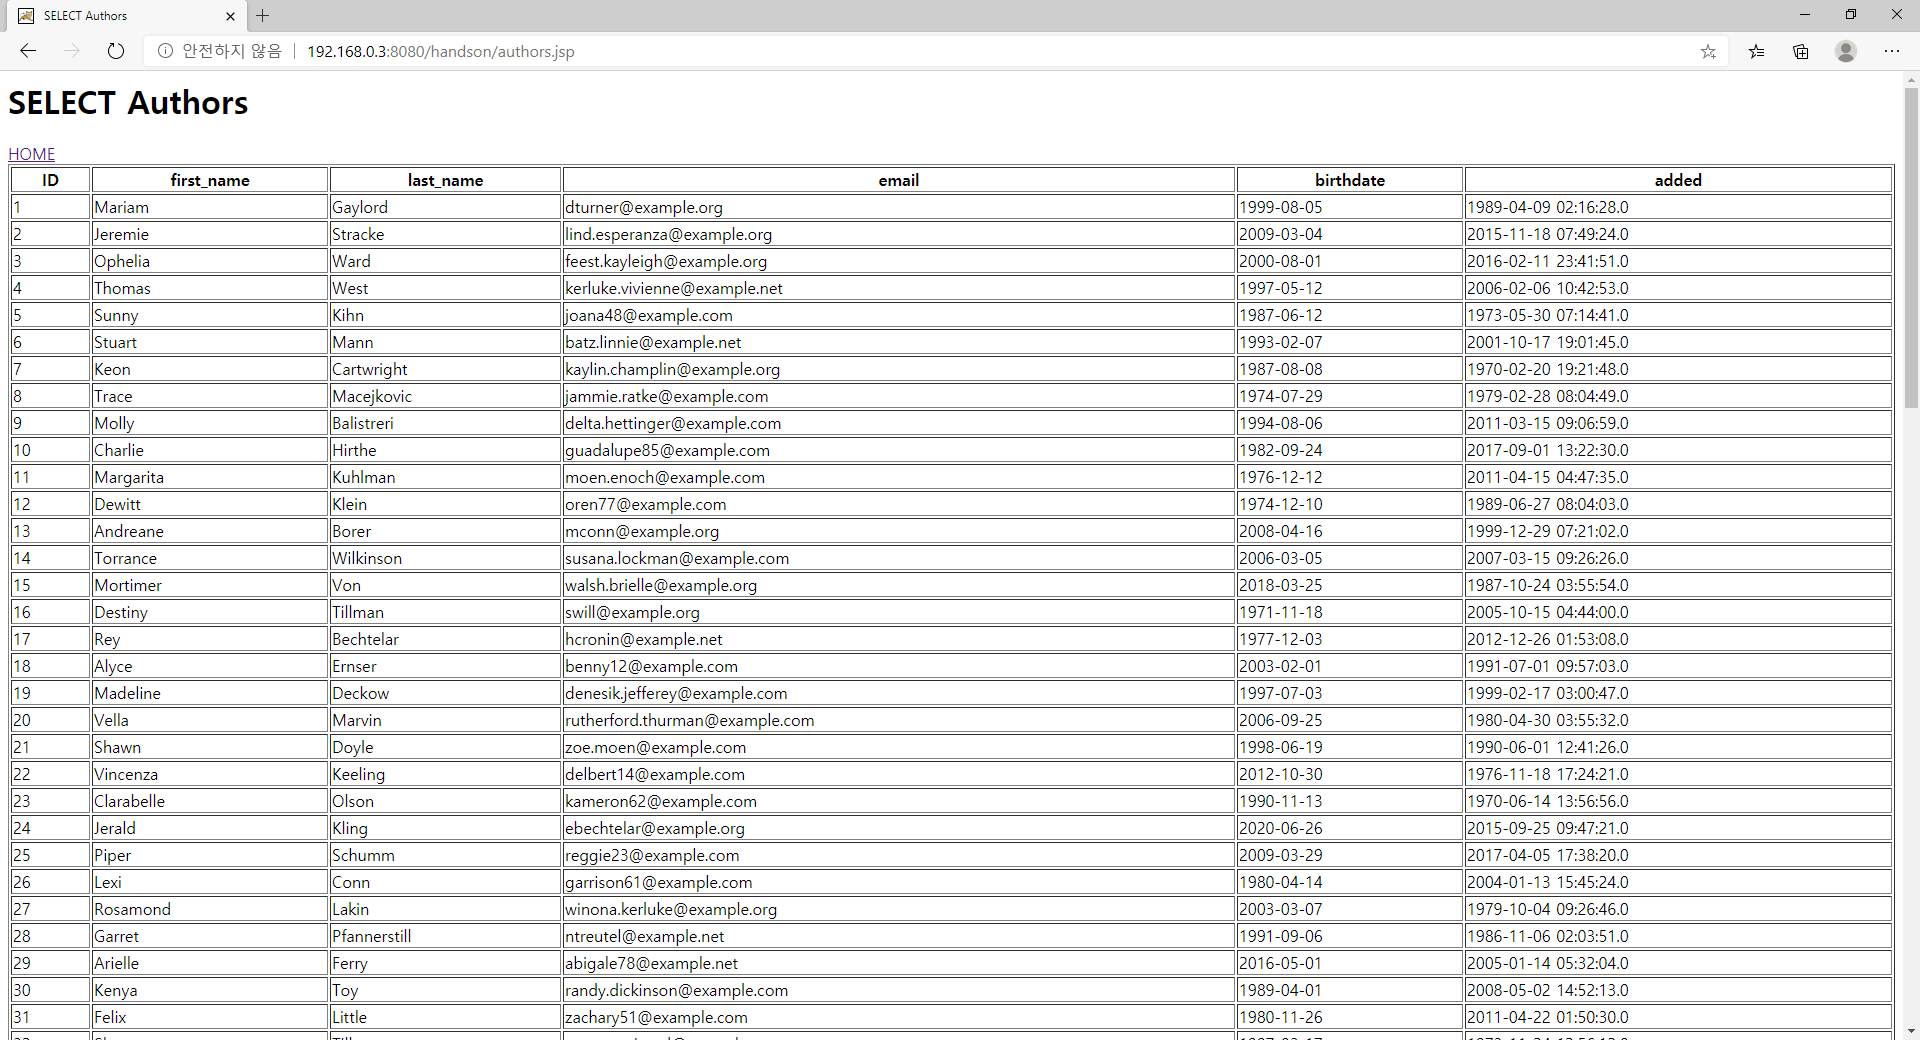 SELECT Authors
안전하지 않음 192.168.0.3:8080/handson/authors.jsp
SELECT Authors
HOME
ID first_name last_name email birthdate added
1 Mariam Gaylord dturner@example.org 1999-08-05 1989-04-09 02:16:28.0
2 Jeremie Stracke lind.esperanza@example.org 2009-03-04 2015-11-18 07:49:24.0
3 Ophelia Ward feest.kayleigh@example.org 2000-08-01 2016-02-11 23:41:51.0
4 Thomas West kerluke.vivienne@example.net 1997-05-12 2006-02-06 10:42:53.0
5 Sunny Kihn joana48@example.com 1987-06-12 1973-05-30 07:14:41.0
6 Stuart Mann batz.linnie@example.net 1993-02-07 2001-10-17 19:01:45.0
7 Keon Cartwright kaylin.champlin@example.org 1987-08-08 1970-02-20 19:21:48.0
8 Trace Macejkovic jammie.ratke@example.com 1974-07-29 1979-02-28 08:04:49.0
9 Molly Balistreri delta.hettinger@example.com 1994-08-06 2011-03-15 09:06:59.0
10 Charlie Hirthe guadalupe85@example.com 1982-09-24 2017-09-01 13:22:30.0
11 Margarita Kuhlman moen.enoch@example.com 1976-12-12 2011-04-15 04:47:35.0
12 Dewitt Klein oren77@example.com 1974-12-10 1989-06-27 08:04:03.0
13 Andreane Borer mconn@example.org 2008-04-16 1999-12-29 07:21:02.0
14 Torrance Wilkinson susana.lockman@example.com 2006-03-05 2007-03-15 09:26:26.0
15 Mortimer Von walsh.brielle@example.org 2018-03-25 1987-10-24 03:55:54.0
16 Destiny Tillman swill@example.org 1971-11-18 2005-10-15 04:44:00.0
17 Rey Bechtelar hcronin@example.net 1977-12-03 2012-12-26 01:53:08.0
18 Alyce Ernser benny12@example.com 2003-02-01 1991-07-01 09:57:03.0
19 Madeline Deckow denesik.jefferey@example.com 1997-07-03 1999-02-17 03:00:47.0
20 Vella Marvin rutherford.thurman@example.com 2006-09-25 1980-04-30 03:55:32.0
21 Shawn Doyle zoe.moen@example.com 1998-06-19 1990-06-01 12:41:26.0
22 Vincenza Keeling delbert14@example.com 2012-10-30 1976-11-18 17:24:21.0
23 Clarabelle Olson kameron62@example.com 1990-11-13 1970-06-14 13:56:56.0
24 Jerald Kling ebechtelar@example.org 2020-06-26 2015-09-25 09:47:21.0
25 Piper Schumm reggie23@example.com 2009-03-29 2017-04-05 17:38:20.0
26 Lexi Conn garrison61@example.com 1980-04-14 2004-01-13 15:45:24.0
27 Rosamond Lakin winona.kerluke@example.org 2003-03-07 1979-10-04 09:26:46.0
28 Garret Pfannerstill ntreutel@example.net 1991-09-06 1986-11-06 02:03:51.0
29 Arielle Ferry abigale78@example.net 2016-05-01 2005-01-14 05:32:04.0
30 Kenya Toy randy.dickinson@example.com 1989-04-01 2008-05-02 14:52:13.0
31 Felix Little zachary51@example.com 1980-11-26 2011-04-22 01:50:30.0